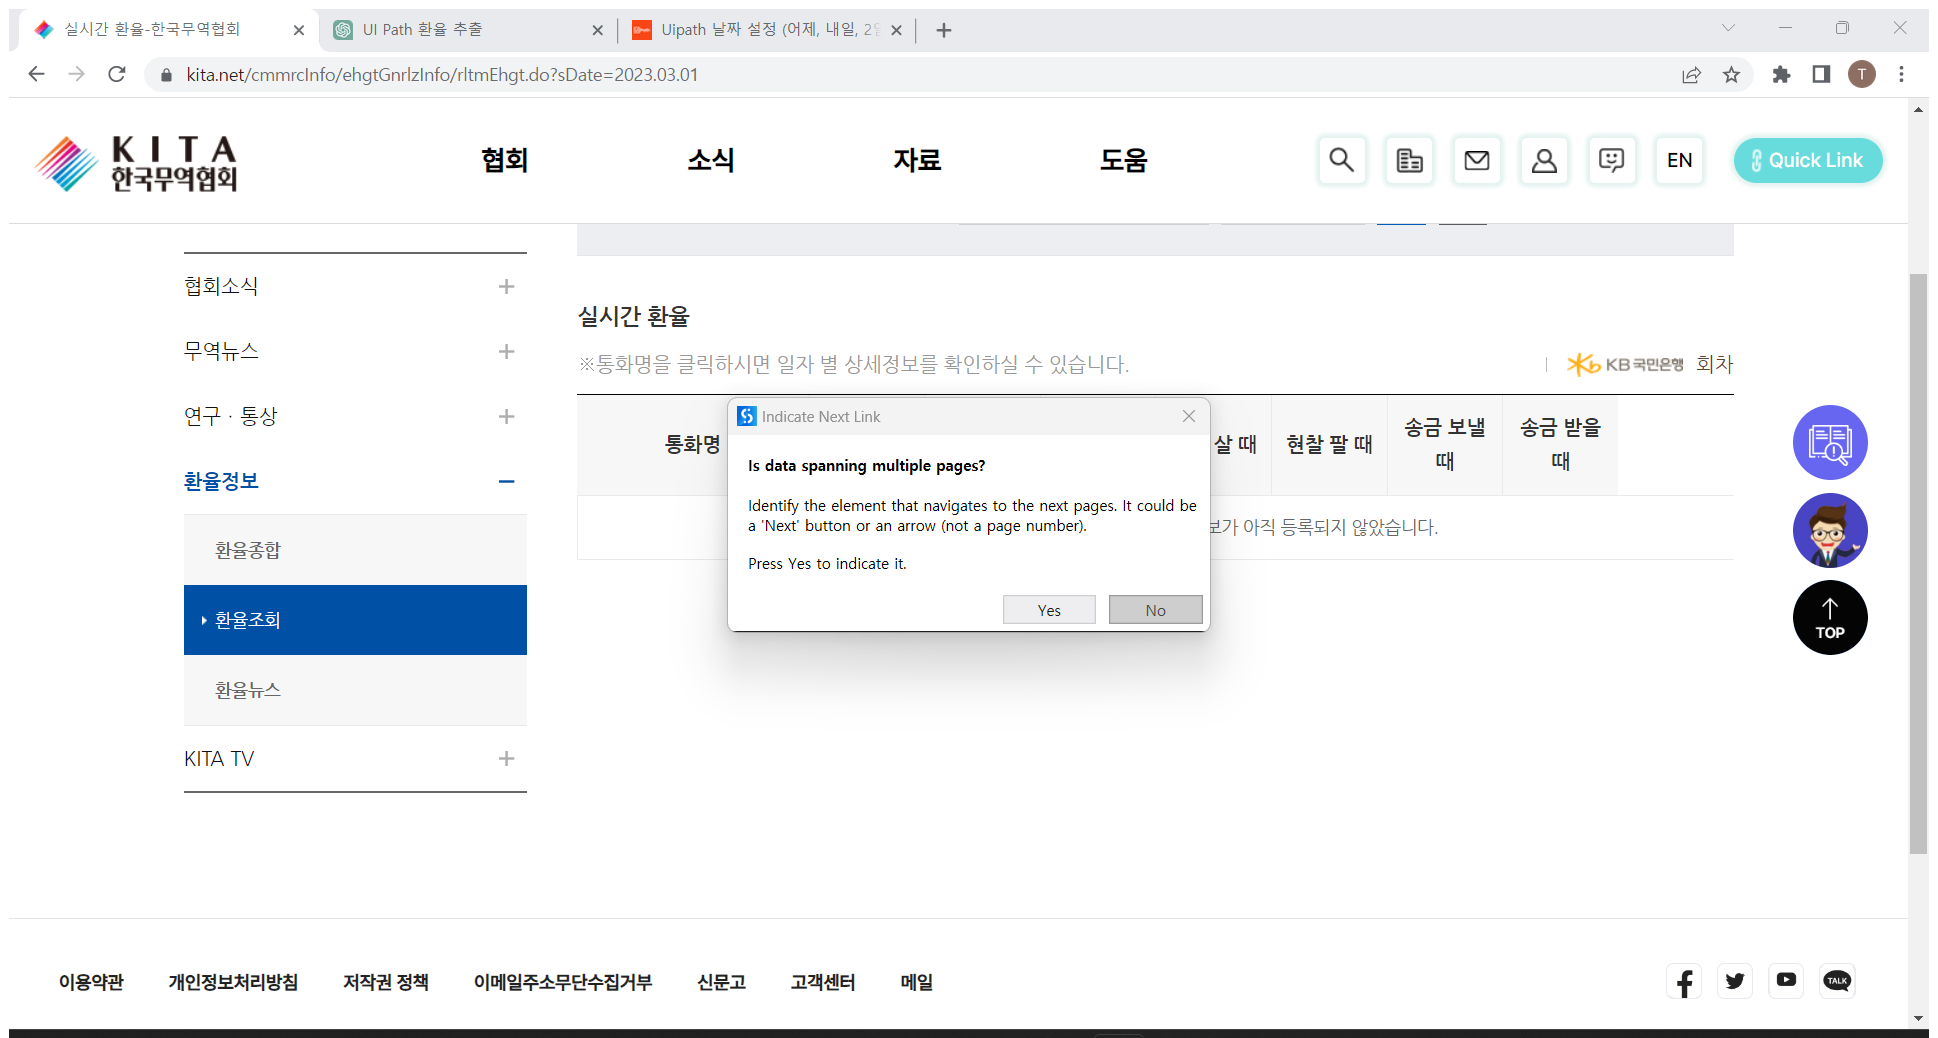 실시간 환율-한국무역협회
UI Path 환율 추출
Uipath 날짜 설정 (어제, 내일, 2
kita.net/cmmrcInfo/ehgtGnrlzInfo/rltmEhgt.do?sDate=2023.03.01
T
KITA
한국무역협회
협회
소식
자료
도움
EN
Quick Link
협회소식
무역뉴스
연구 · 통상
환율정보
환율종합
환율조회
환율뉴스
KITA TV
실시간 환율
※통화명을 클릭하시면 일자 별 상세정보를 확인하실 수 있습니다.
KB국민은행 회차
통화명
살 때
현찰 팔 때
송금 보낼
때
송금 받을
때
가 아직 등록되지 않았습니다.
Indicate Next Link
Is data spanning multiple pages?
Identify the element that navigates to the next pages. It could be
a 'Next' button or an arrow (not a page number).
Press Yes to indicate it.
Yes
No
TOP
이용약관
개인정보처리방침
저작권 정책
이메일주소무단수집거부
신문고
고객센터
메일
TALK